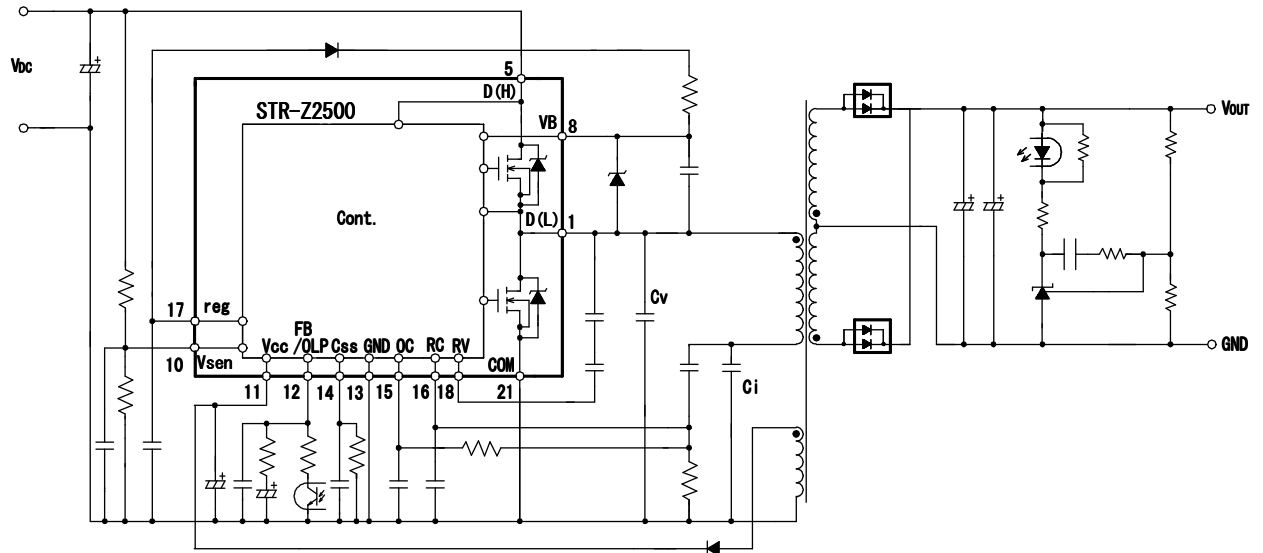 VDC
5
D(H)
STR-Z2500
VB 8
VOUT
Cont.
D(L) 1
Cv
17 reg
FB
Vcc /OLP Css GND OC RC RV
10 Vsen
COM
11 12 14 13 15 16 18 21
Ci
GND